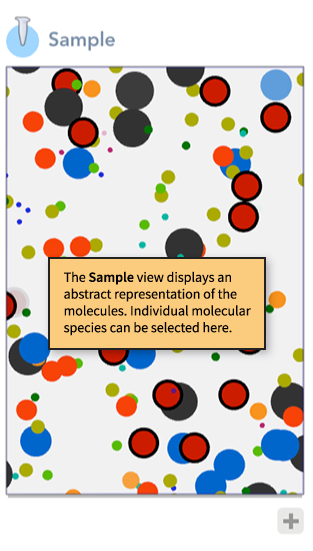 Sample
The Sample view displays an
abstract representation of the
molecules. Individual molecular
species can be selected here.